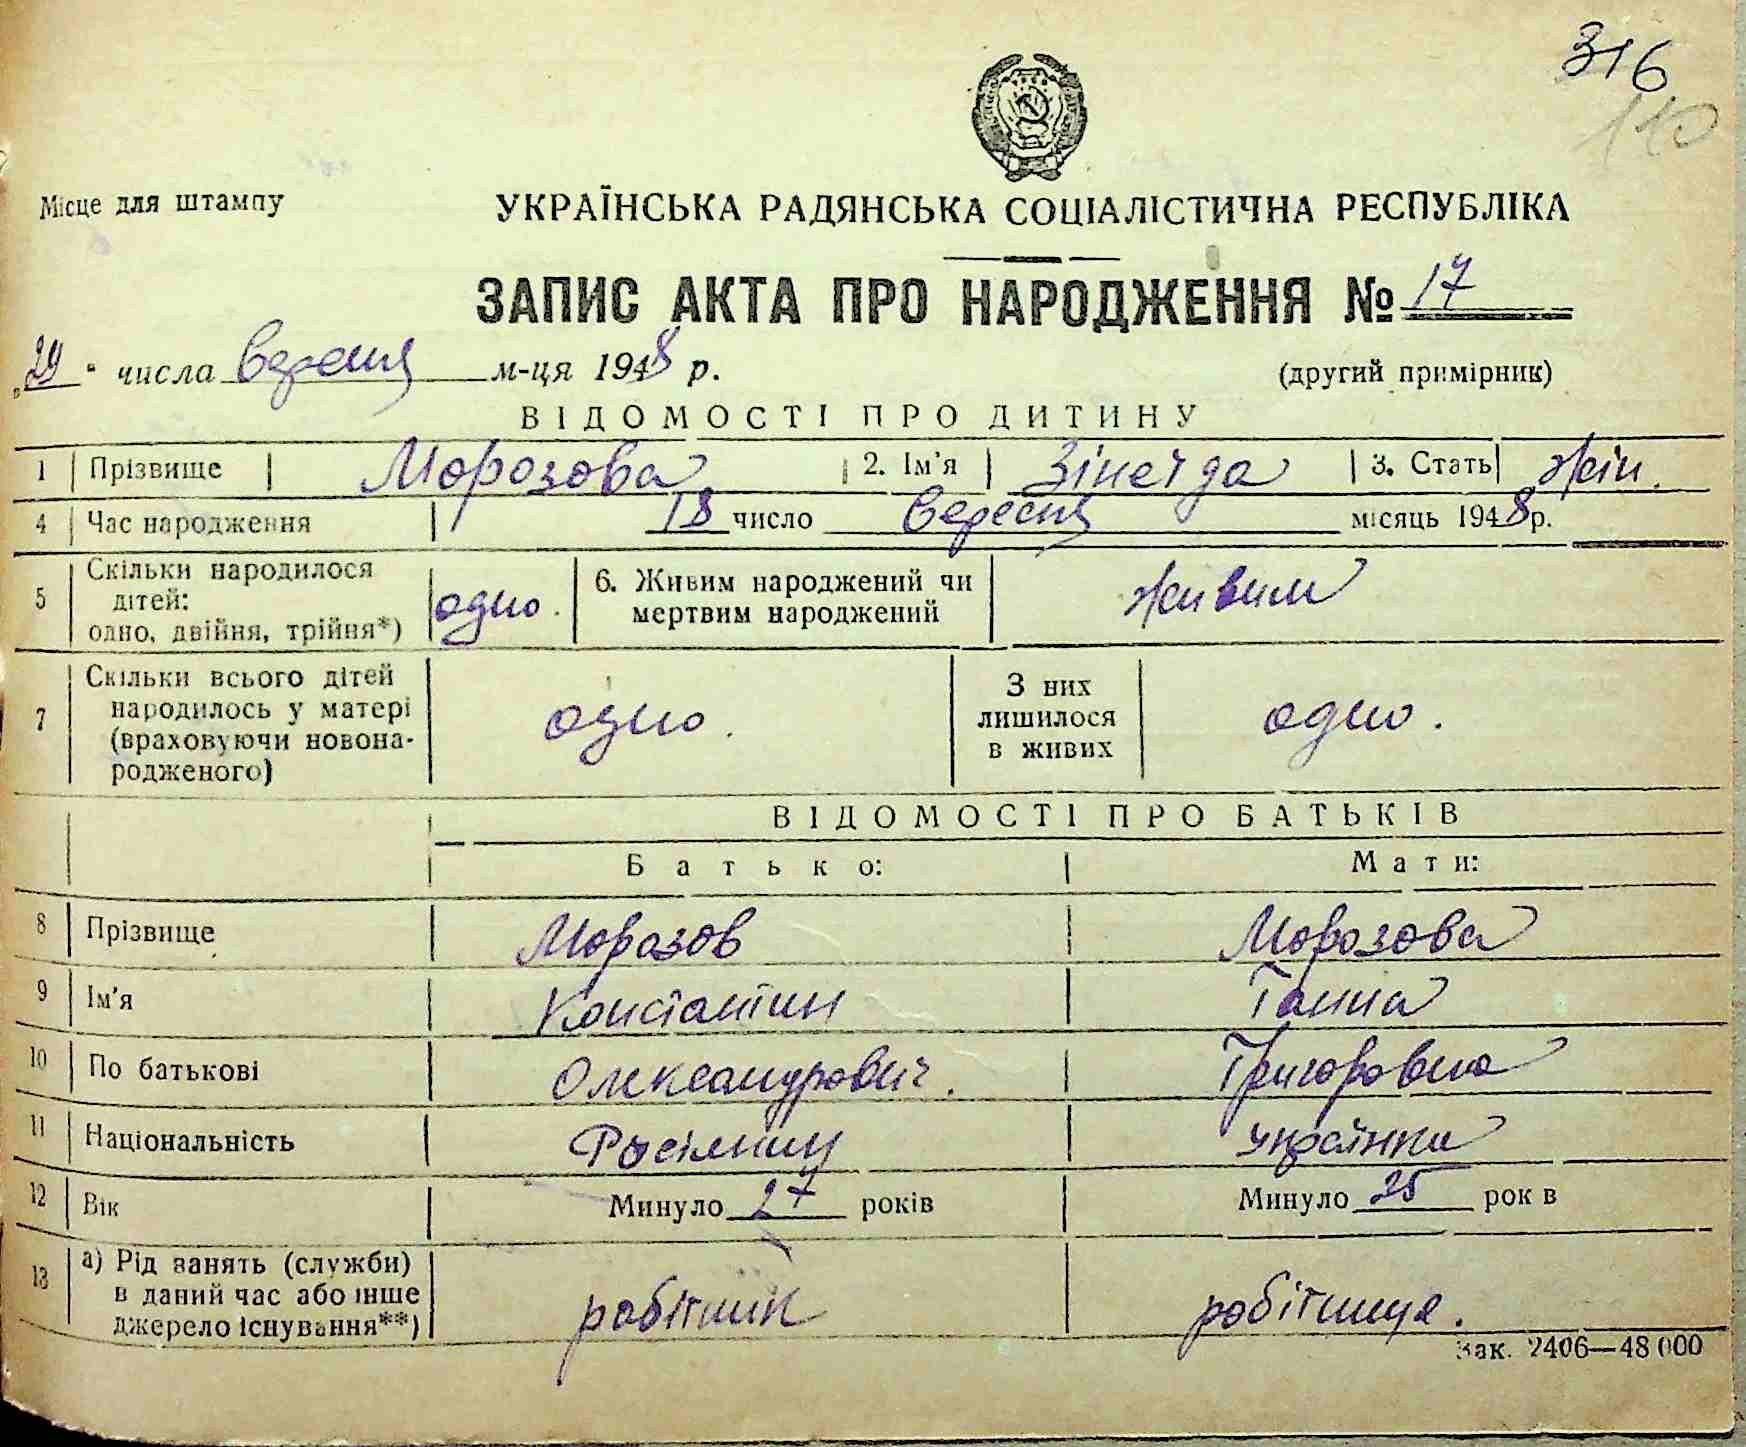 316
110
Місце для штампу
УКРАЇНСЬКА РАДЯНСЬКА СОЦІАЛІСТИЧНА РЕСПУБЛІКА
ЗАПИС АКТА ПРО НАРОДЖЕННЯ № 17
„29" числа вересня м-ця 1948 р. (другий примірник)
ВІДОМОСТІ ПРО ДИТИНУ
1 Прізвище Морозова 2. Ім'я Зінеїда 3. Стать жін.
4 Час народження 18 число вересня місяць 1948 р.
5 Скільки народилося дітей: одно, двійня, трійня*) одно. 6. Живим народжений чи мертвим народжений живим
7 Скільки всього дітей народилось у матері (враховуючи новонародженого) одно. З них лишилося в живих одно.
ВІДОМОСТІ ПРО БАТЬКІВ
Батько: Мати:
8 Прізвище Морозов Морозова
9 Ім'я Константин Ганна
10 По батькові Олександрович. Григоровна
11 Національність Росіянин українка
12 Вік Минуло 27 років Минуло 25 рок в
13 а) Рід занять (служби) в даний час або інше джерело існування**) робітник робітниця.
Зак. 2406—48 000